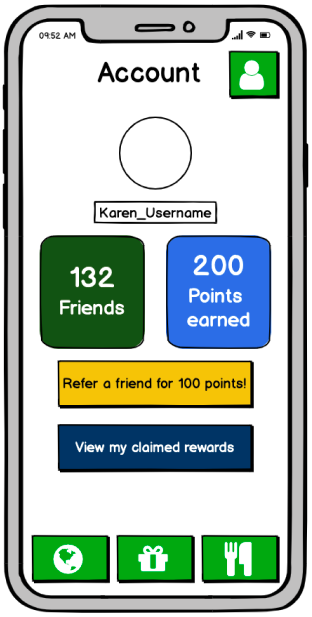 09:52 AM
Account
Karen_Username
132
Friends
200
Points
earned
Refer a friend for 100 points!
View my claimed rewards